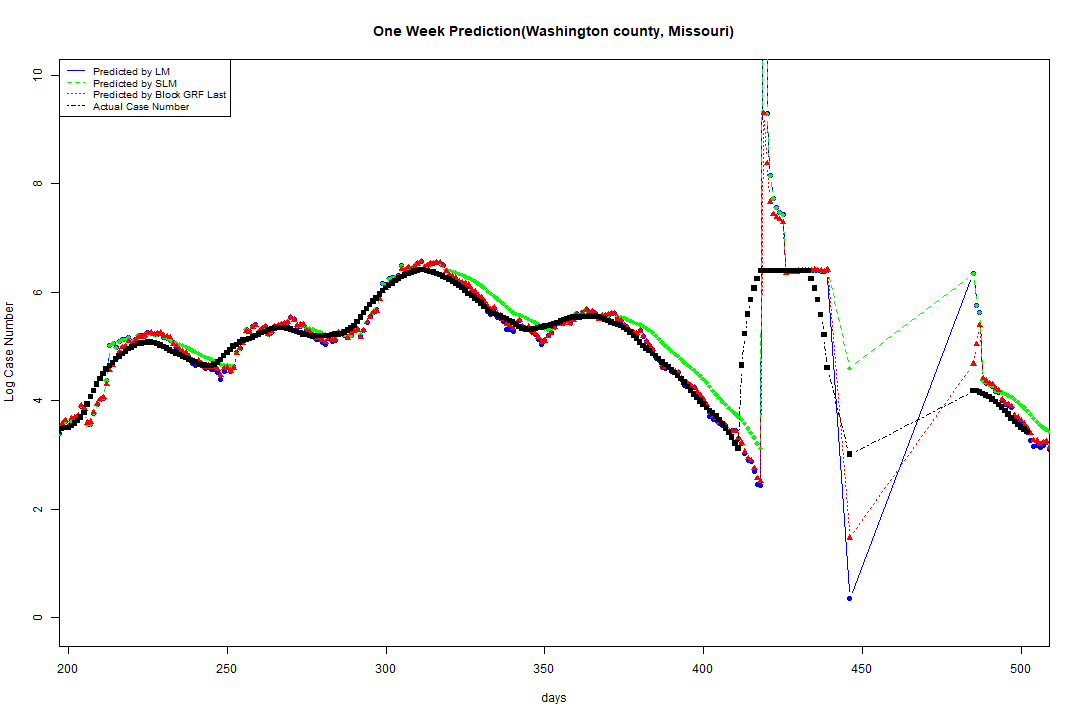 One Week Prediction(Washington county, Missouri)
Predicted by LM
Predicted by SLM
Predicted by Block GRF Last
Actual Case Number
Log Case Number
10
8
6
4
2
0
200 250 300 350 400 450 500
days